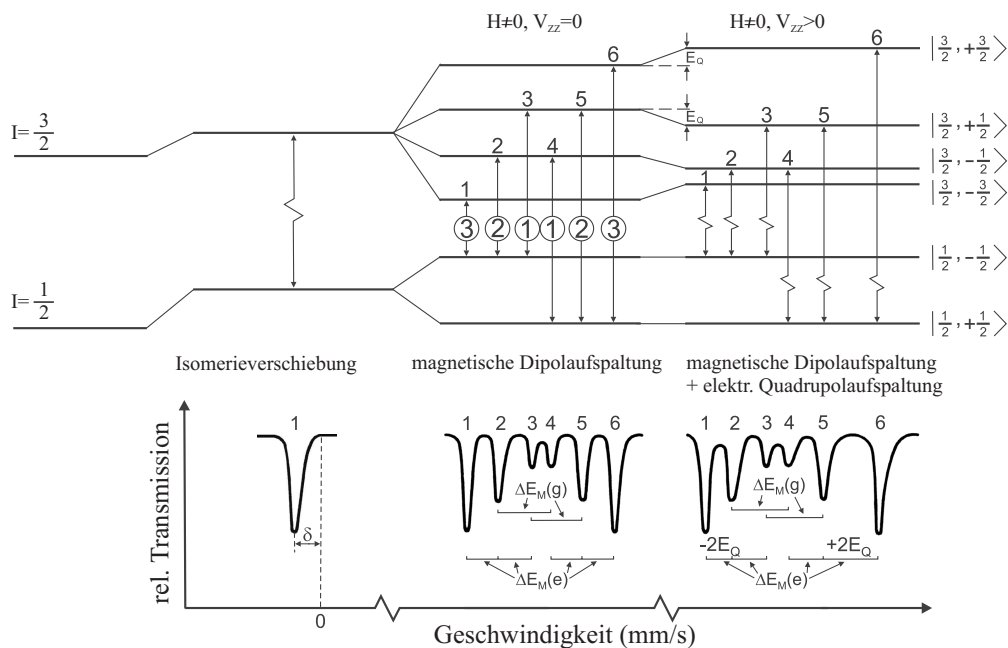 H≠0, V_zz=0
H≠0, V_zz>0
6
6
|3/2, +3/2⟩
E_Q
3
5
E_Q
3
5
|3/2, +1/2⟩
I=3/2
2
4
1
2
4
|3/2, -1/2⟩
1
|3/2, -3/2⟩
3
2
1
1
2
3
|1/2, -1/2⟩
I=1/2
|1/2, +1/2⟩
Isomerieverschiebung
magnetische Dipolaufspaltung
magnetische Dipolaufspaltung
+ elektr. Quadrupolaufspaltung
rel. Transmission
1
1 2 3 4 5 6
1 2 3 4 5 6
ΔE_M(g)
ΔE_M(g)
δ
-2E_Q
+2E_Q
ΔE_M(e)
ΔE_M(e)
0
Geschwindigkeit (mm/s)